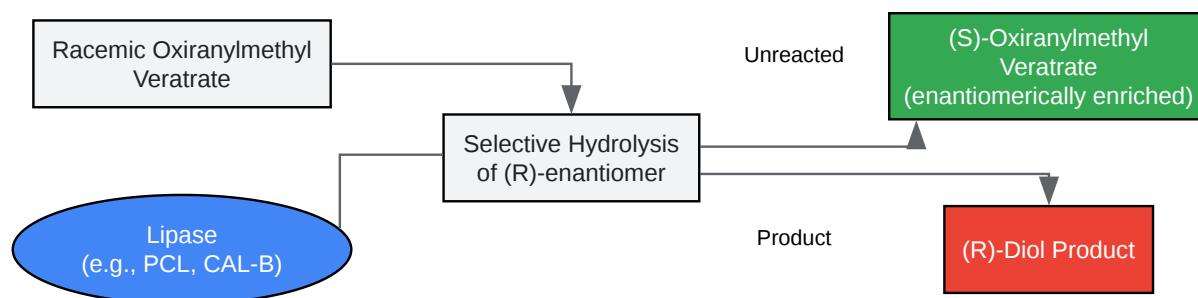 Racemic Oxiranylmethyl
Veratrate
Unreacted
(S)-Oxiranylmethyl
Veratrate
(enantiomerically enriched)
Selective Hydrolysis
of (R)-enantiomer
Lipase
(e.g., PCL, CAL-B)
Product
(R)-Diol Product